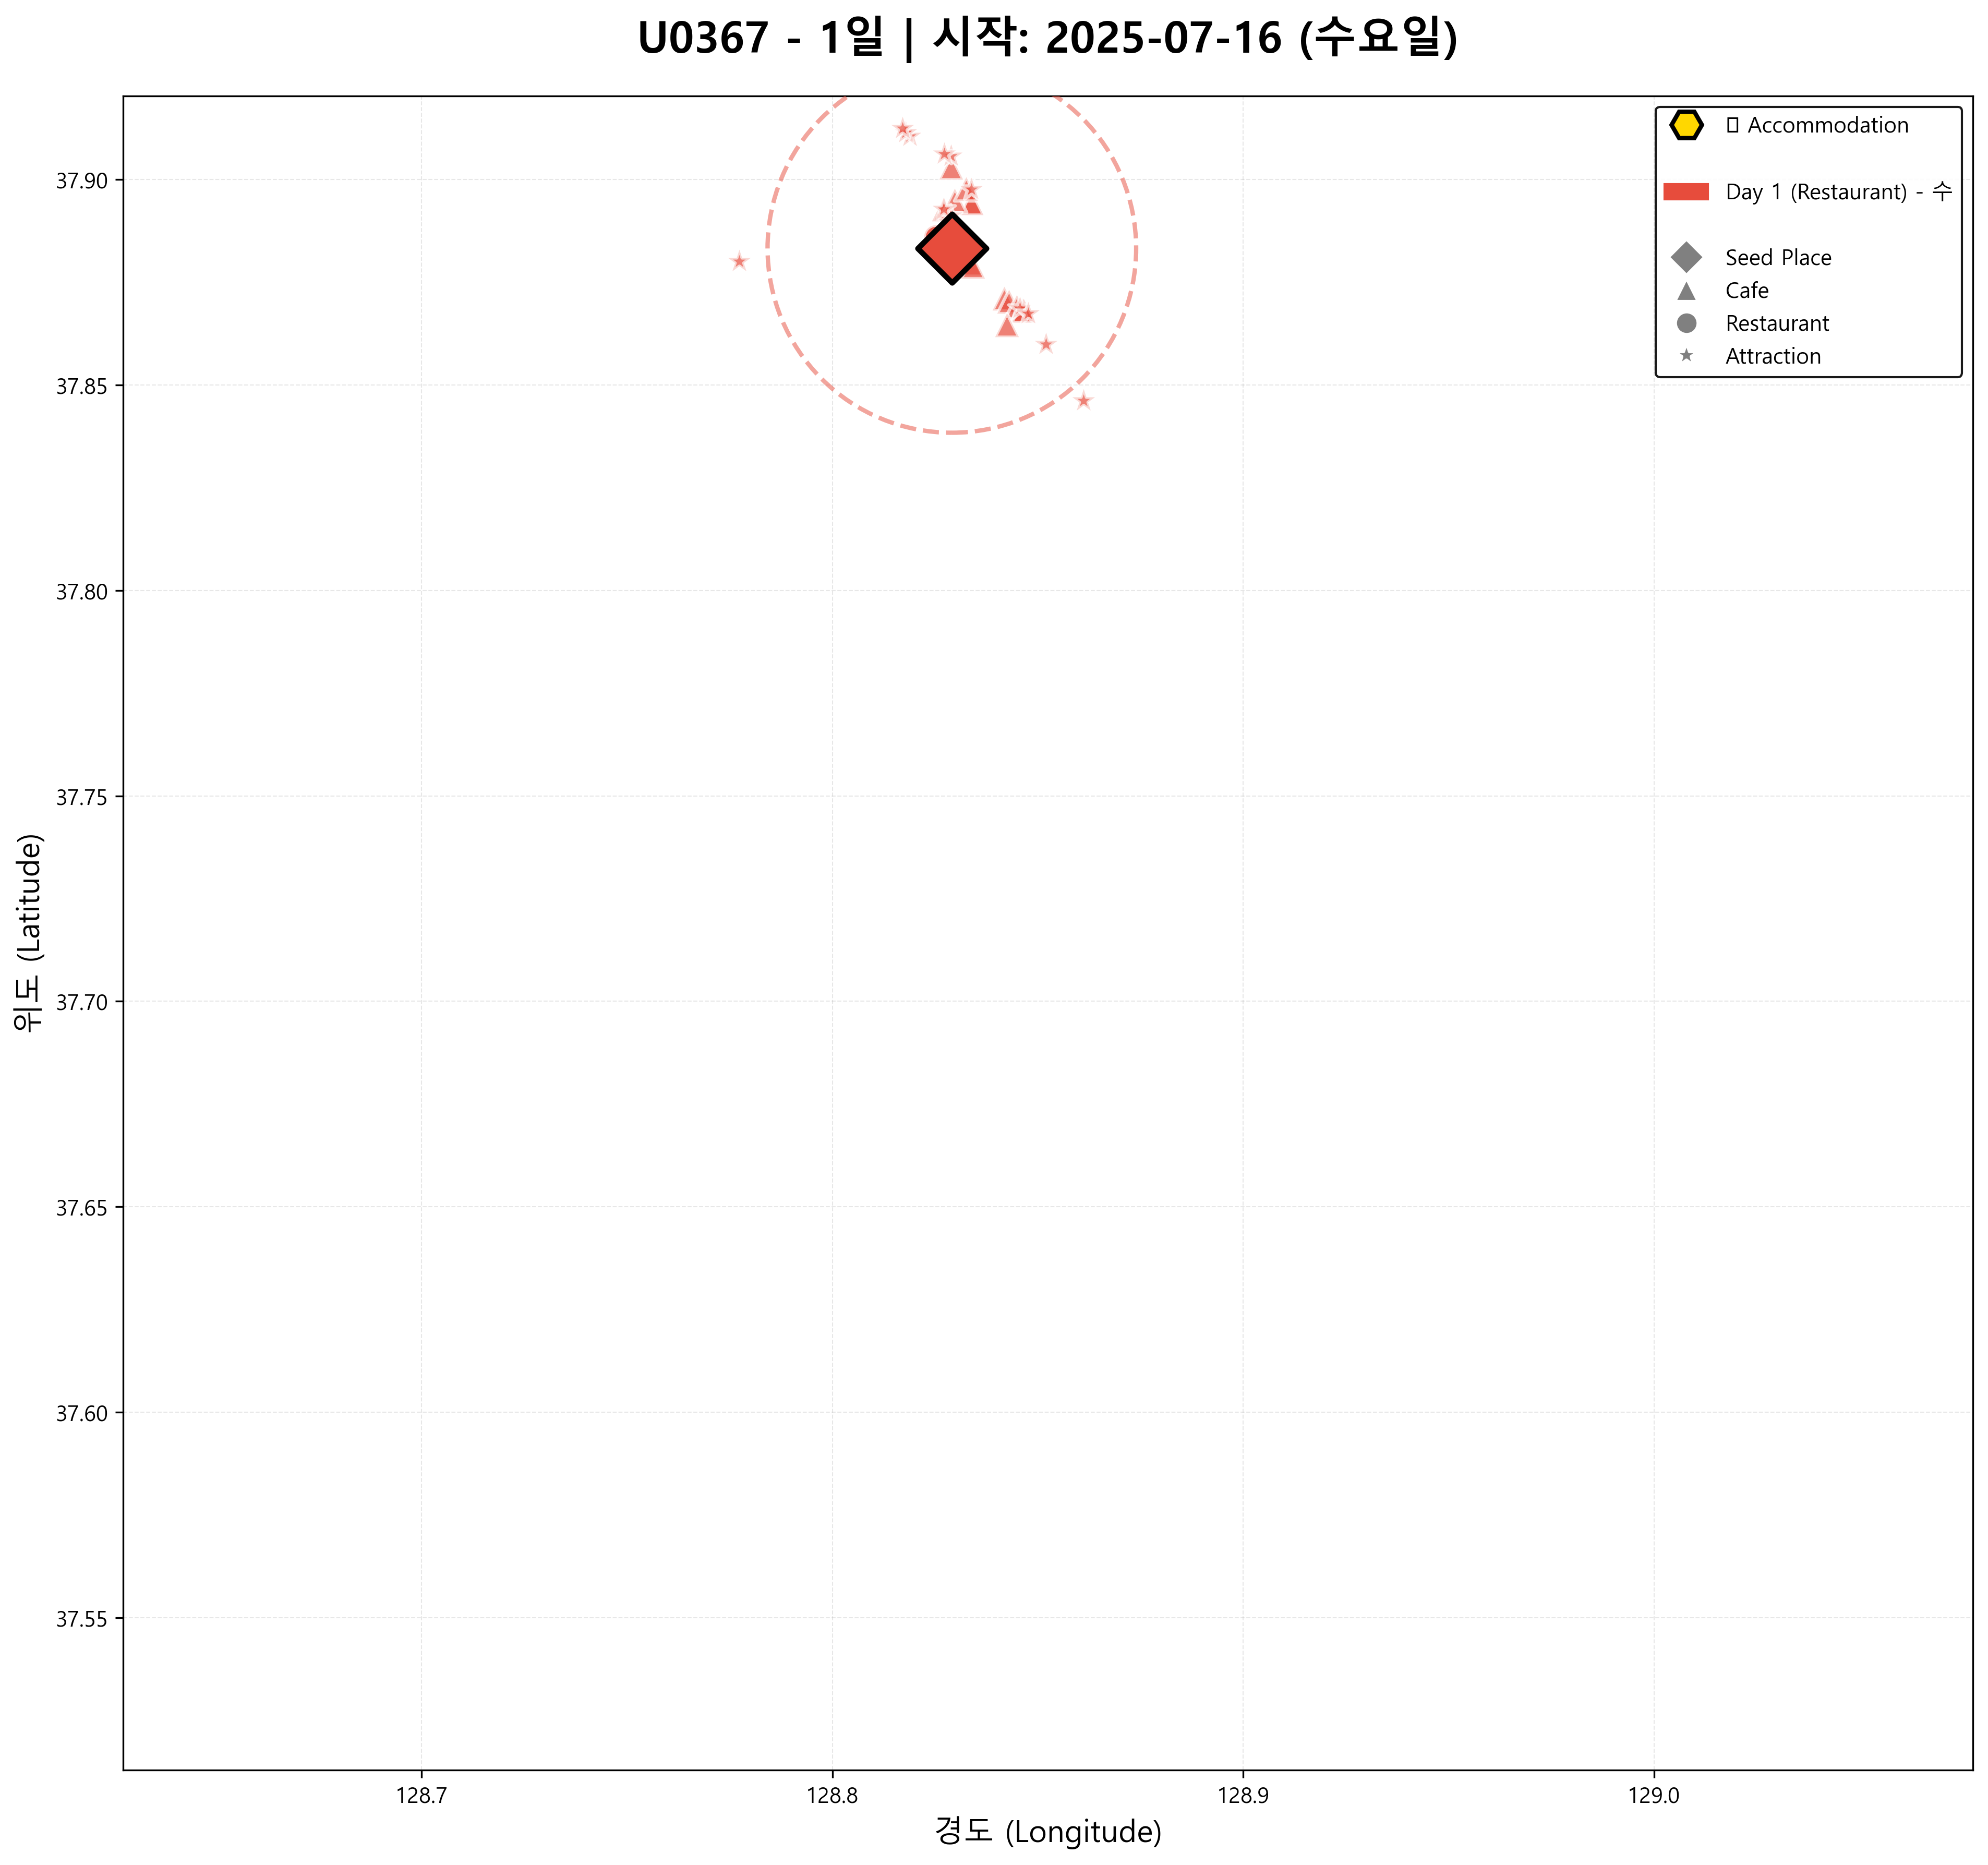 U0367 - 1일 | 시작: 2025-07-16 (수요일)
□ Accommodation
Day 1 (Restaurant) - 수
Seed Place
Cafe
Restaurant
Attraction
37.90
37.85
37.80
37.75
37.70
37.65
37.60
37.55
위도 (Latitude)
128.7
128.8
128.9
129.0
경도 (Longitude)